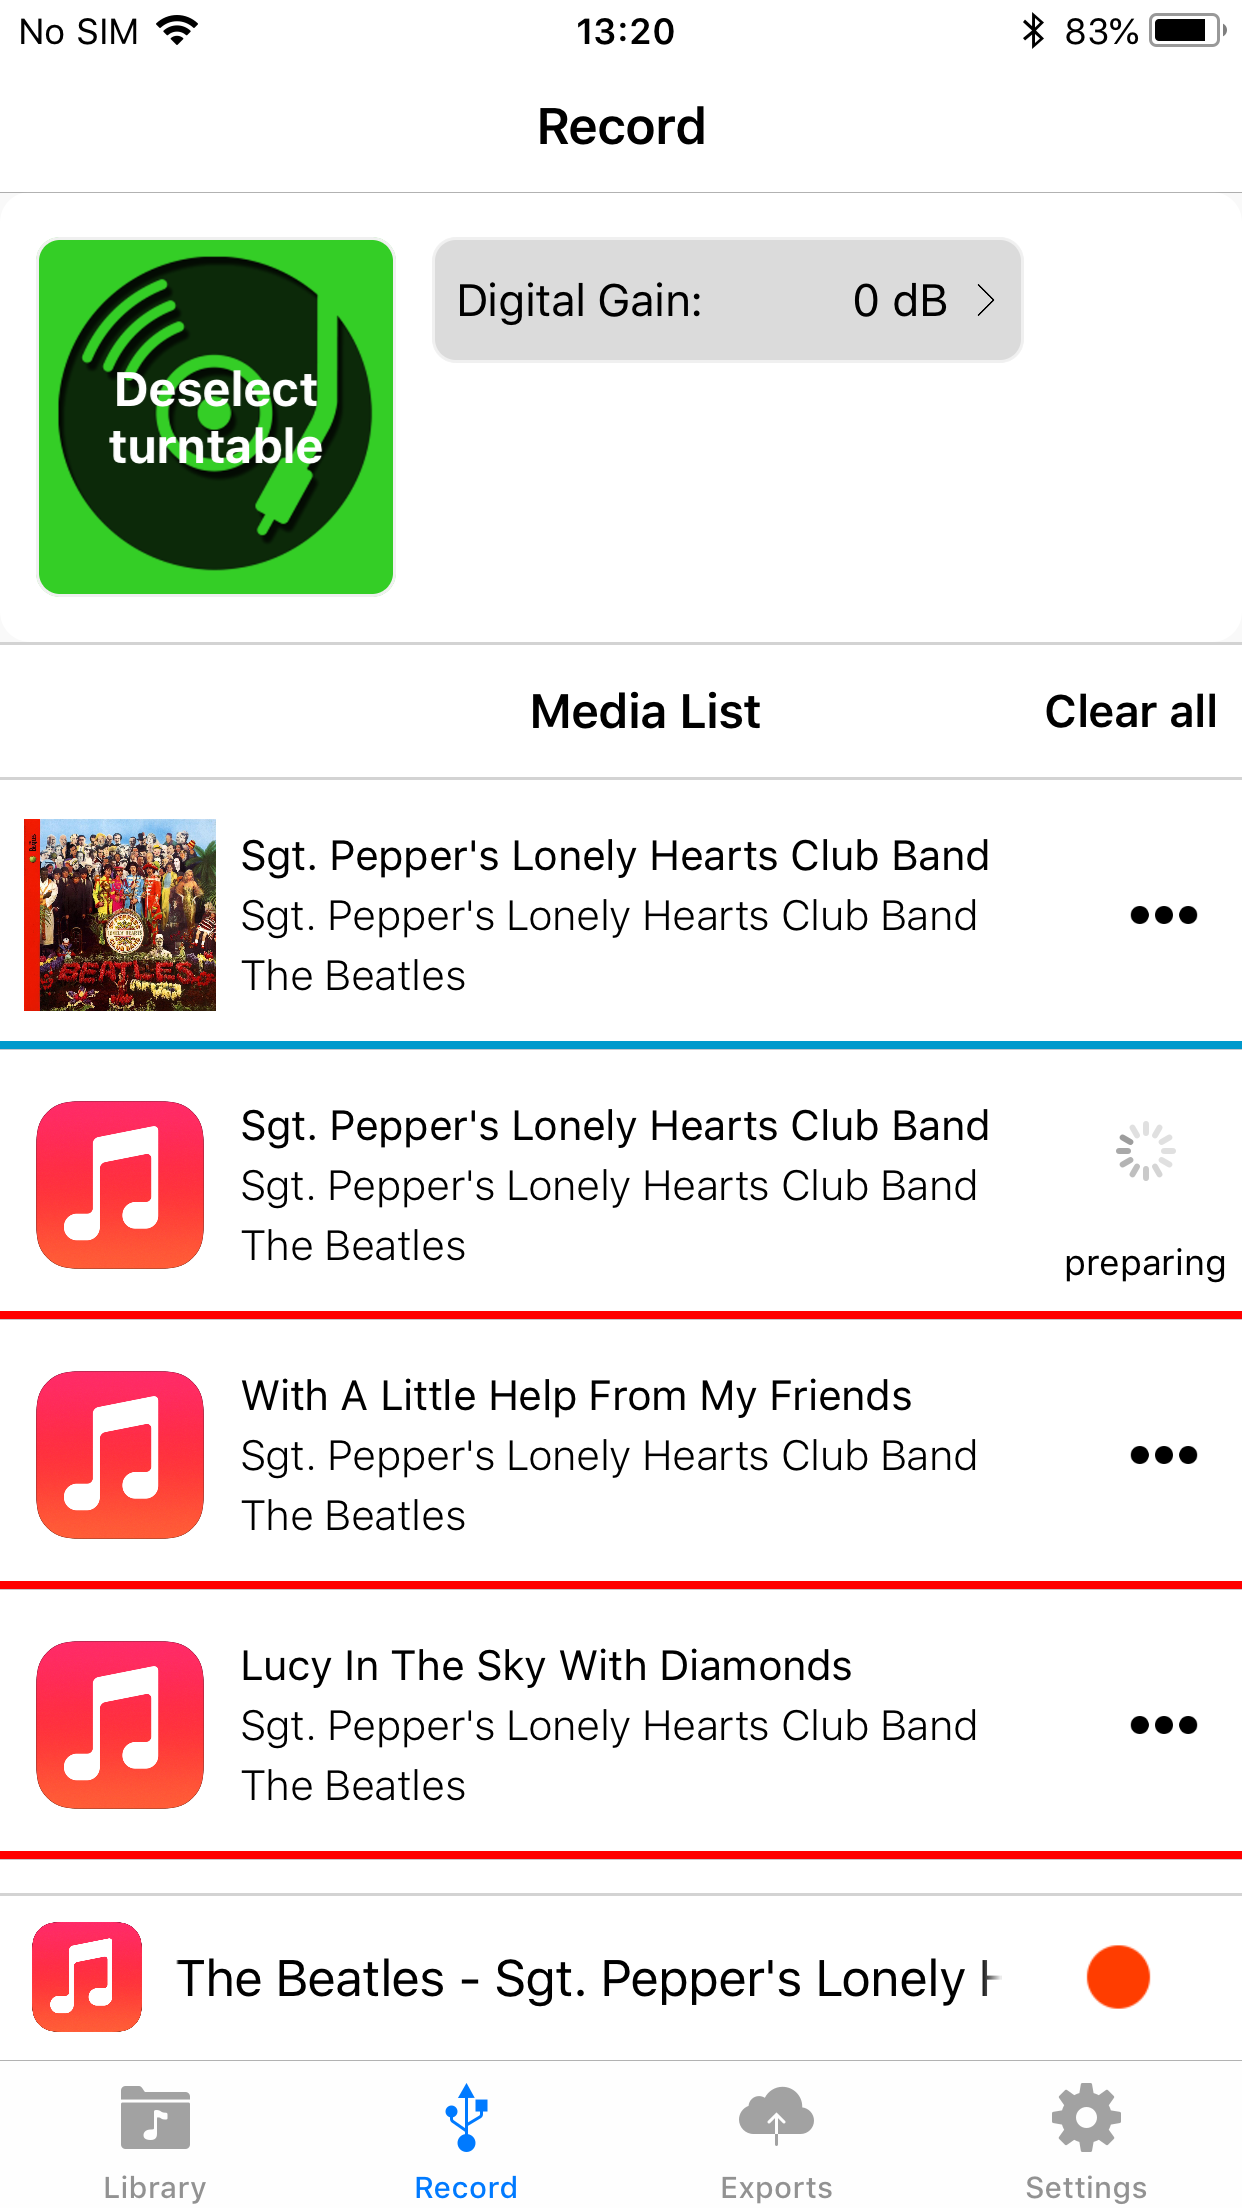 No SIM 13:20 83%
Record
Deselect
turntable
Digital Gain: 0 dB
Media List Clear all
Sgt. Pepper's Lonely Hearts Club Band
Sgt. Pepper's Lonely Hearts Club Band
The Beatles
BEATLES
Sgt. Pepper's Lonely Hearts Club Band
Sgt. Pepper's Lonely Hearts Club Band
The Beatles
preparing
With A Little Help From My Friends
Sgt. Pepper's Lonely Hearts Club Band
The Beatles
Lucy In The Sky With Diamonds
Sgt. Pepper's Lonely Hearts Club Band
The Beatles
The Beatles - Sgt. Pepper's Lonely
Library Record Exports Settings